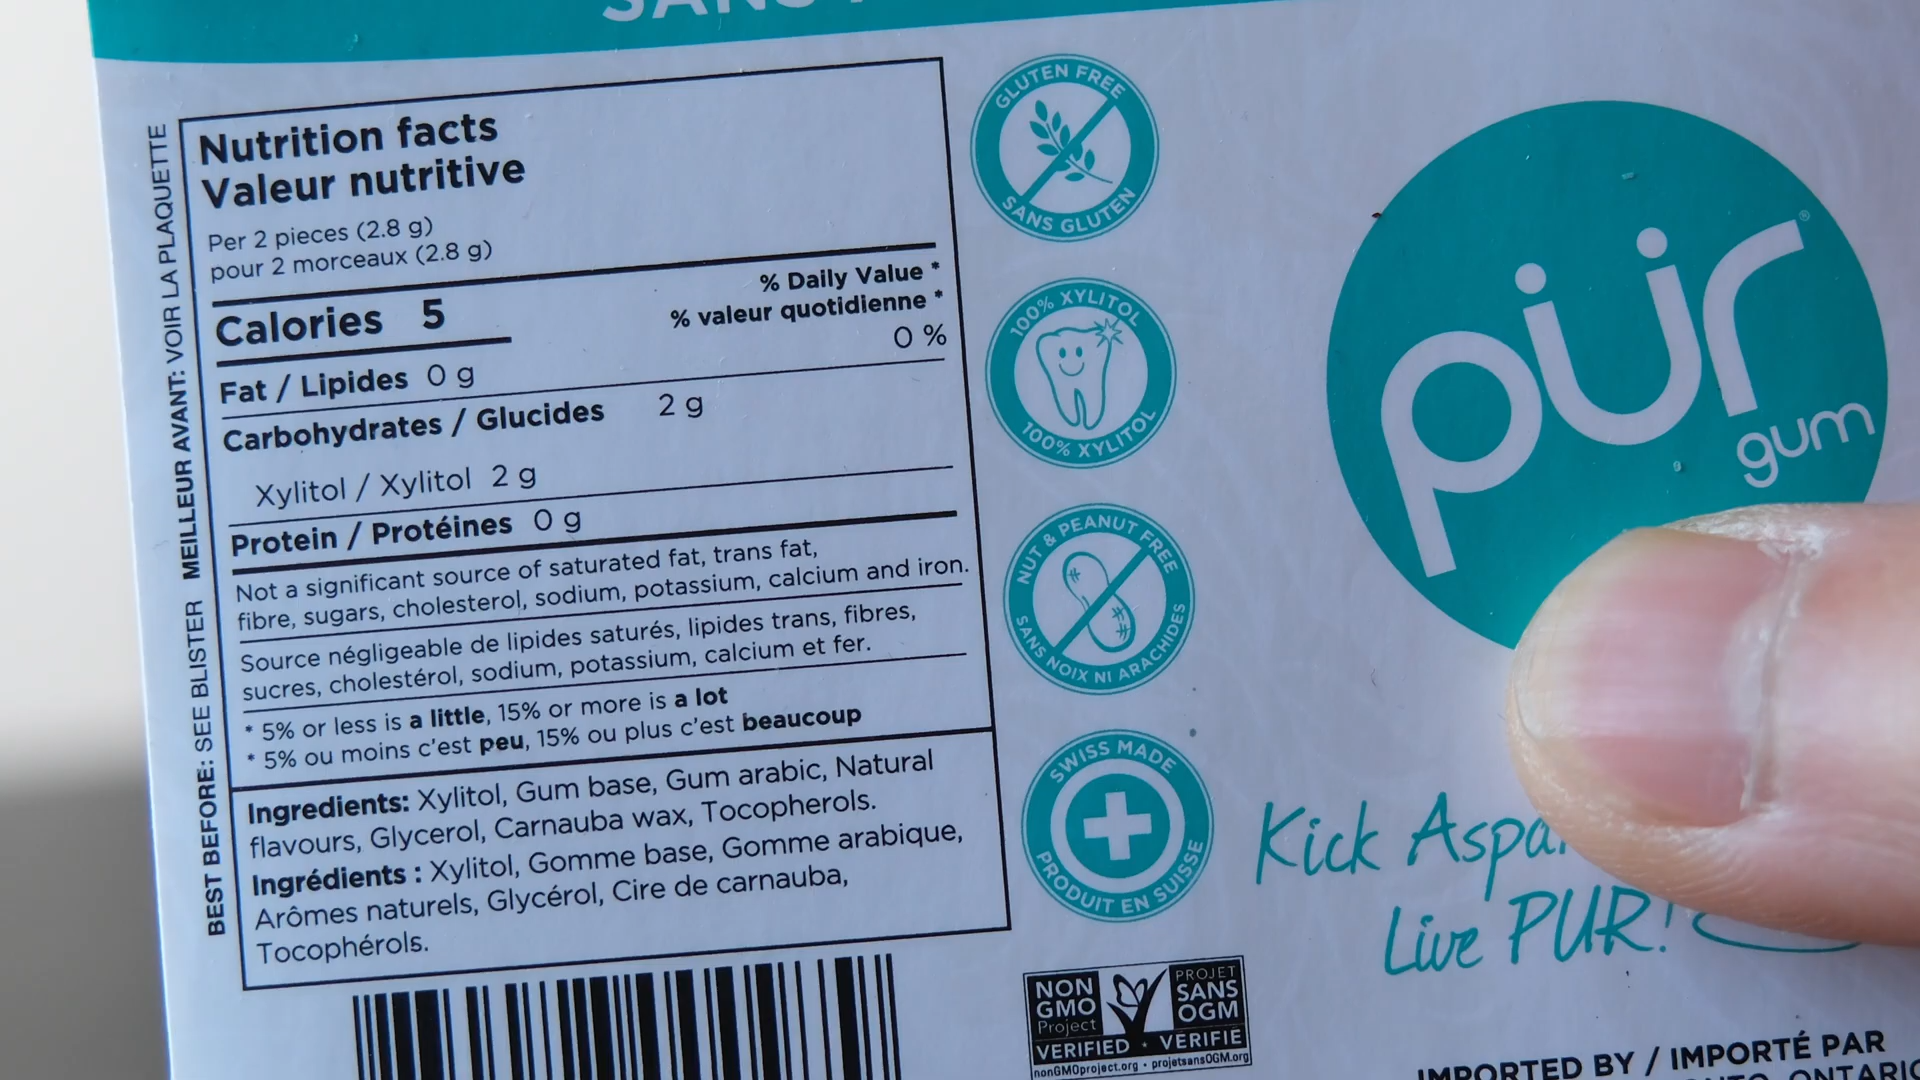 MEILLEUR AVANT: VOIR LA PLAQUETTE
BEST BEFORE: SEE BLISTER
Nutrition facts
Valeur nutritive
Per 2 pieces (2.8 g)
pour 2 morceaux (2.8 g)
% Daily Value *
% valeur quotidienne *
Calories 5
Fat / Lipides 0 g 0 %
Carbohydrates / Glucides 2 g
Xylitol / Xylitol 2 g
Protein / Protéines 0 g
Not a significant source of saturated fat, trans fat,
fibre, sugars, cholesterol, sodium, potassium, calcium and iron.
Source négligeable de lipides saturés, lipides trans, fibres,
sucres, cholestérol, sodium, potassium, calcium et fer.
* 5% or less is a little, 15% or more is a lot
* 5% ou moins c'est peu, 15% ou plus c'est beaucoup
Ingredients: Xylitol, Gum base, Gum arabic, Natural
flavours, Glycerol, Carnauba wax, Tocopherols.
Ingrédients : Xylitol, Gomme base, Gomme arabique,
Arômes naturels, Glycérol, Cire de carnauba,
Tocophérols.
GLUTEN FREE
SANS GLUTEN
100% XYLITOL
100% XYLITOL
NUT & PEANUT FREE
SANS NOIX NI ARACHIDES
SWISS MADE
PRODUIT EN SUISSE
NON
GMO
Project
PROJET
SANS
OGM
VERIFIED • VÉRIFIÉ
nonGMOproject.org • projetsansOGM.org
pür®
gum
Kick
Live PUR!
IMPORTED BY / IMPORTÉ PAR